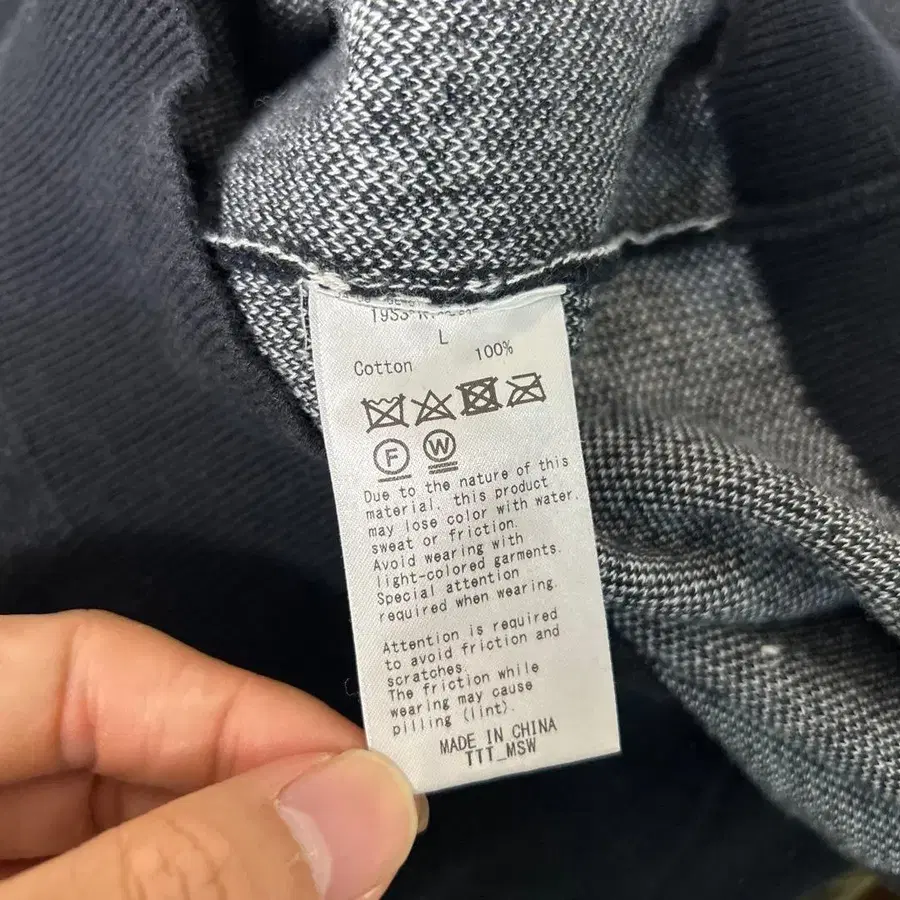 L
Cotton 100%
F W
Due to the nature of this
material, this product
may lose color with water,
sweat or friction.
Avoid wearing with
light-colored garments.
Special attention
required when wearing.
Attention is required
to avoid friction and
scratches.
The friction while
wearing may cause
pilling (lint).
MADE IN CHINA
TTT_MSW